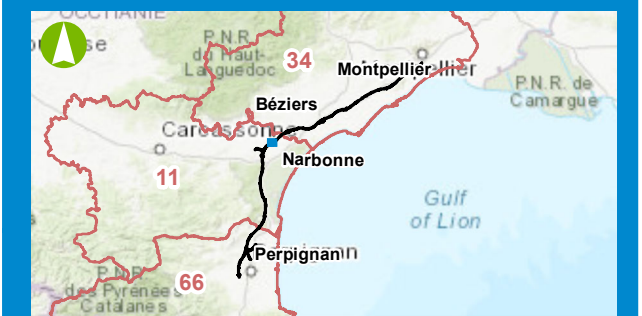 OCCITANIE
P.N.R.
du Haut-
Languedoc
34
Montpellier
P.N.R. de
Camargue
Béziers
Carcassonne
Narbonne
11
Gulf
of Lion
Perpignan
P.N.R.
des Pyrénées
Catalanes
66